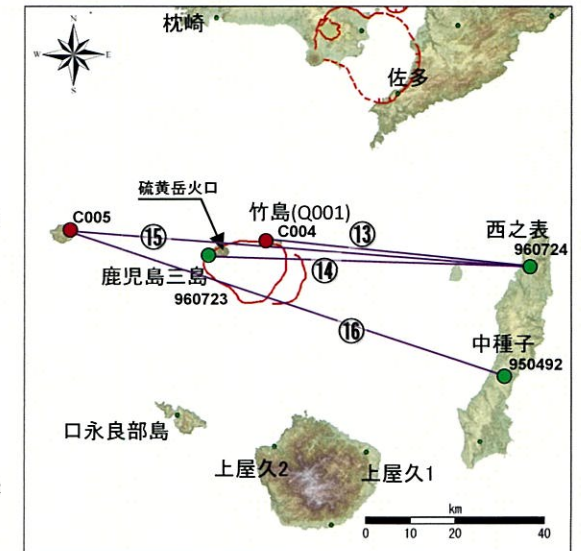 枕崎
N
W
E
S
佐多
硫黄岳火口
竹島(Q001)
C005
C004
⑬
⑮
西之表
960724
⑭
鹿児島三島
960723
⑯
中種子
950492
口永良部島
上屋久2
上屋久1
km
0 10 20 40